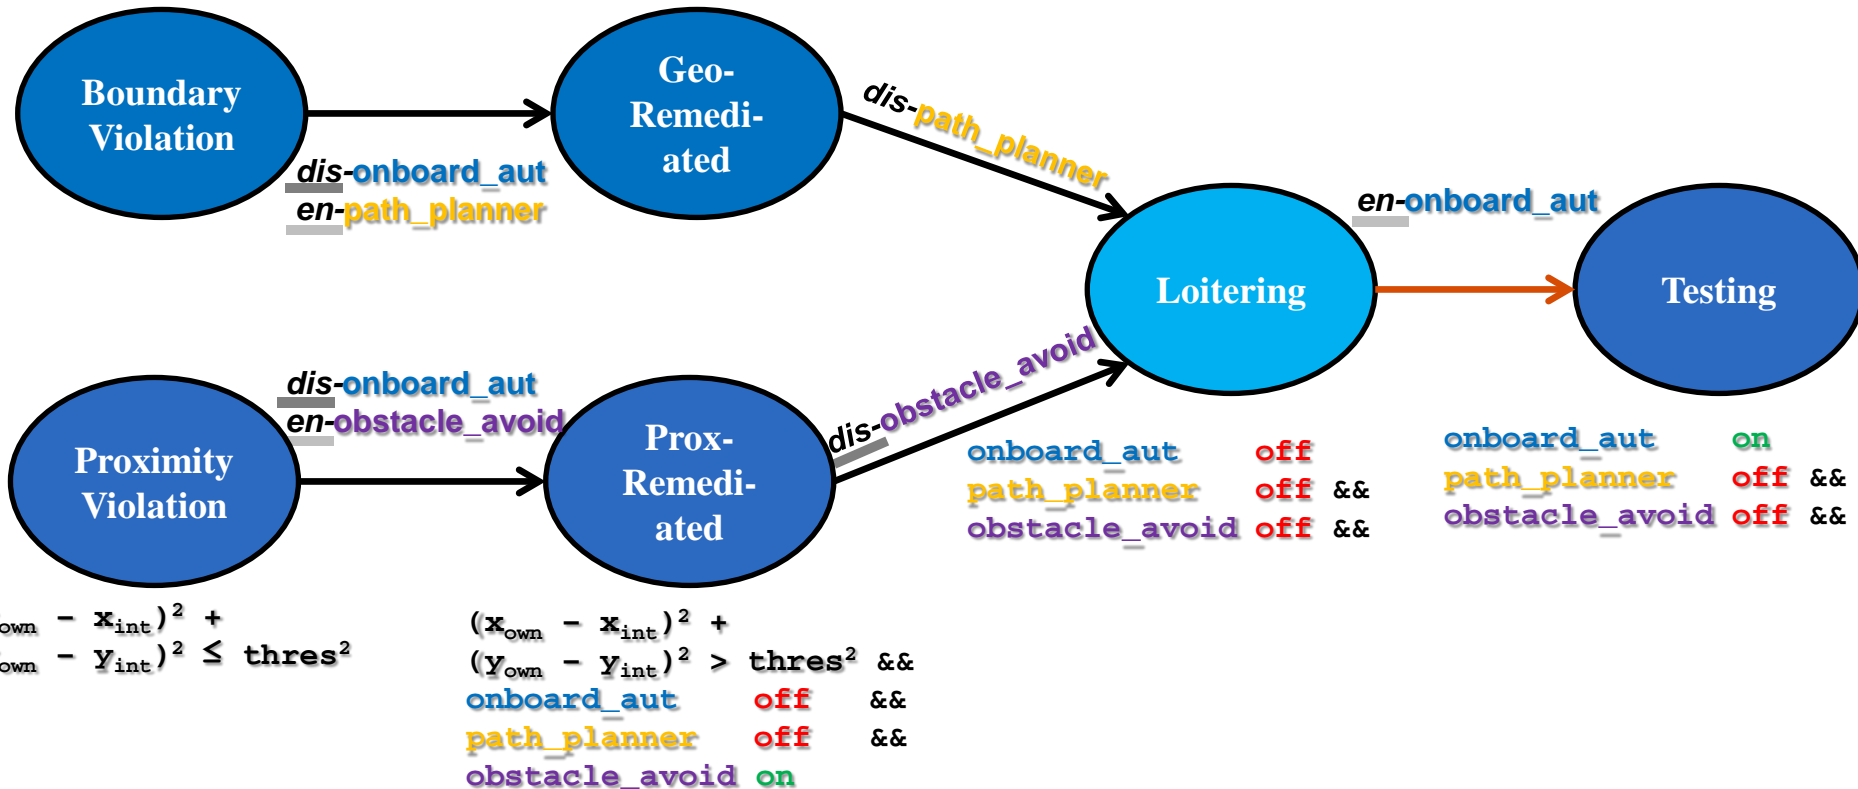 Boundary
Violation
dis-onboard_aut
en-path_planner
Geo-
Remedi-
ated
dis-path_planner
Loitering
en-onboard_aut
Testing
Proximity
Violation
dis-onboard_aut
en-obstacle_avoid
Prox-
Remedi-
ated
dis-obstacle_avoid
onboard_aut off
path_planner off &&
obstacle_avoid off &&
onboard_aut on
path_planner off &&
obstacle_avoid off &&
own − xint)² +
own − yint)² ≤ thres²
(xown − xint)² +
(yown − yint)² > thres² &&
onboard_aut off &&
path_planner off &&
obstacle_avoid on